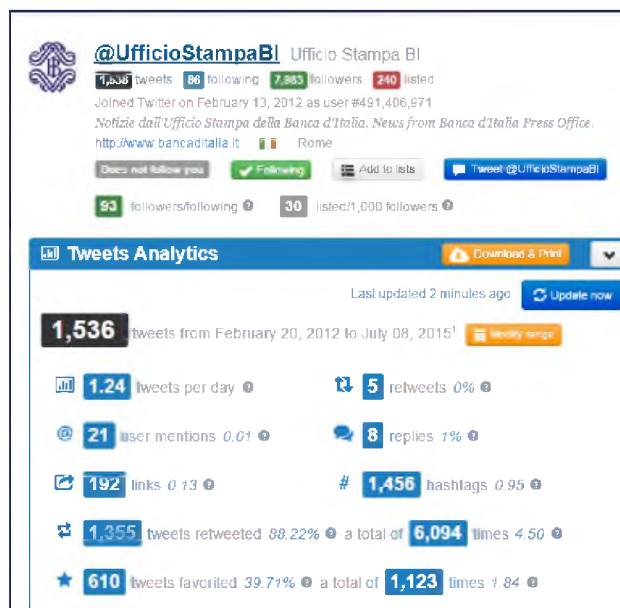 @UfficioStampaBI Ufficio Stampa BI
1,536 tweets 86 following 7,983 followers 240 listed
Joined Twitter on February 13, 2012 as user #491,406,971
Notizie dall'Ufficio Stampa della Banca d'Italia. News from Banca d'Italia Press Office.
http://www.bancaditalia.it Rome
Does not follow you Following Add to lists Tweet @UfficioStampaBI
93 followers/following 30 listed/1,000 followers
Tweets Analytics Download & Print
Last updated 2 minutes ago Update now
1,536 tweets from February 20, 2012 to July 08, 2015¹ Modify range
1.24 tweets per day 5 retweets 0%
@ 21 user mentions 0.01 8 replies 1%
192 links 0.13 # 1,456 hashtags 0.95
1,355 tweets retweeted 88.22% a total of 6,094 times 4.50
610 tweets favorited 39.71% a total of 1,123 times 1.84